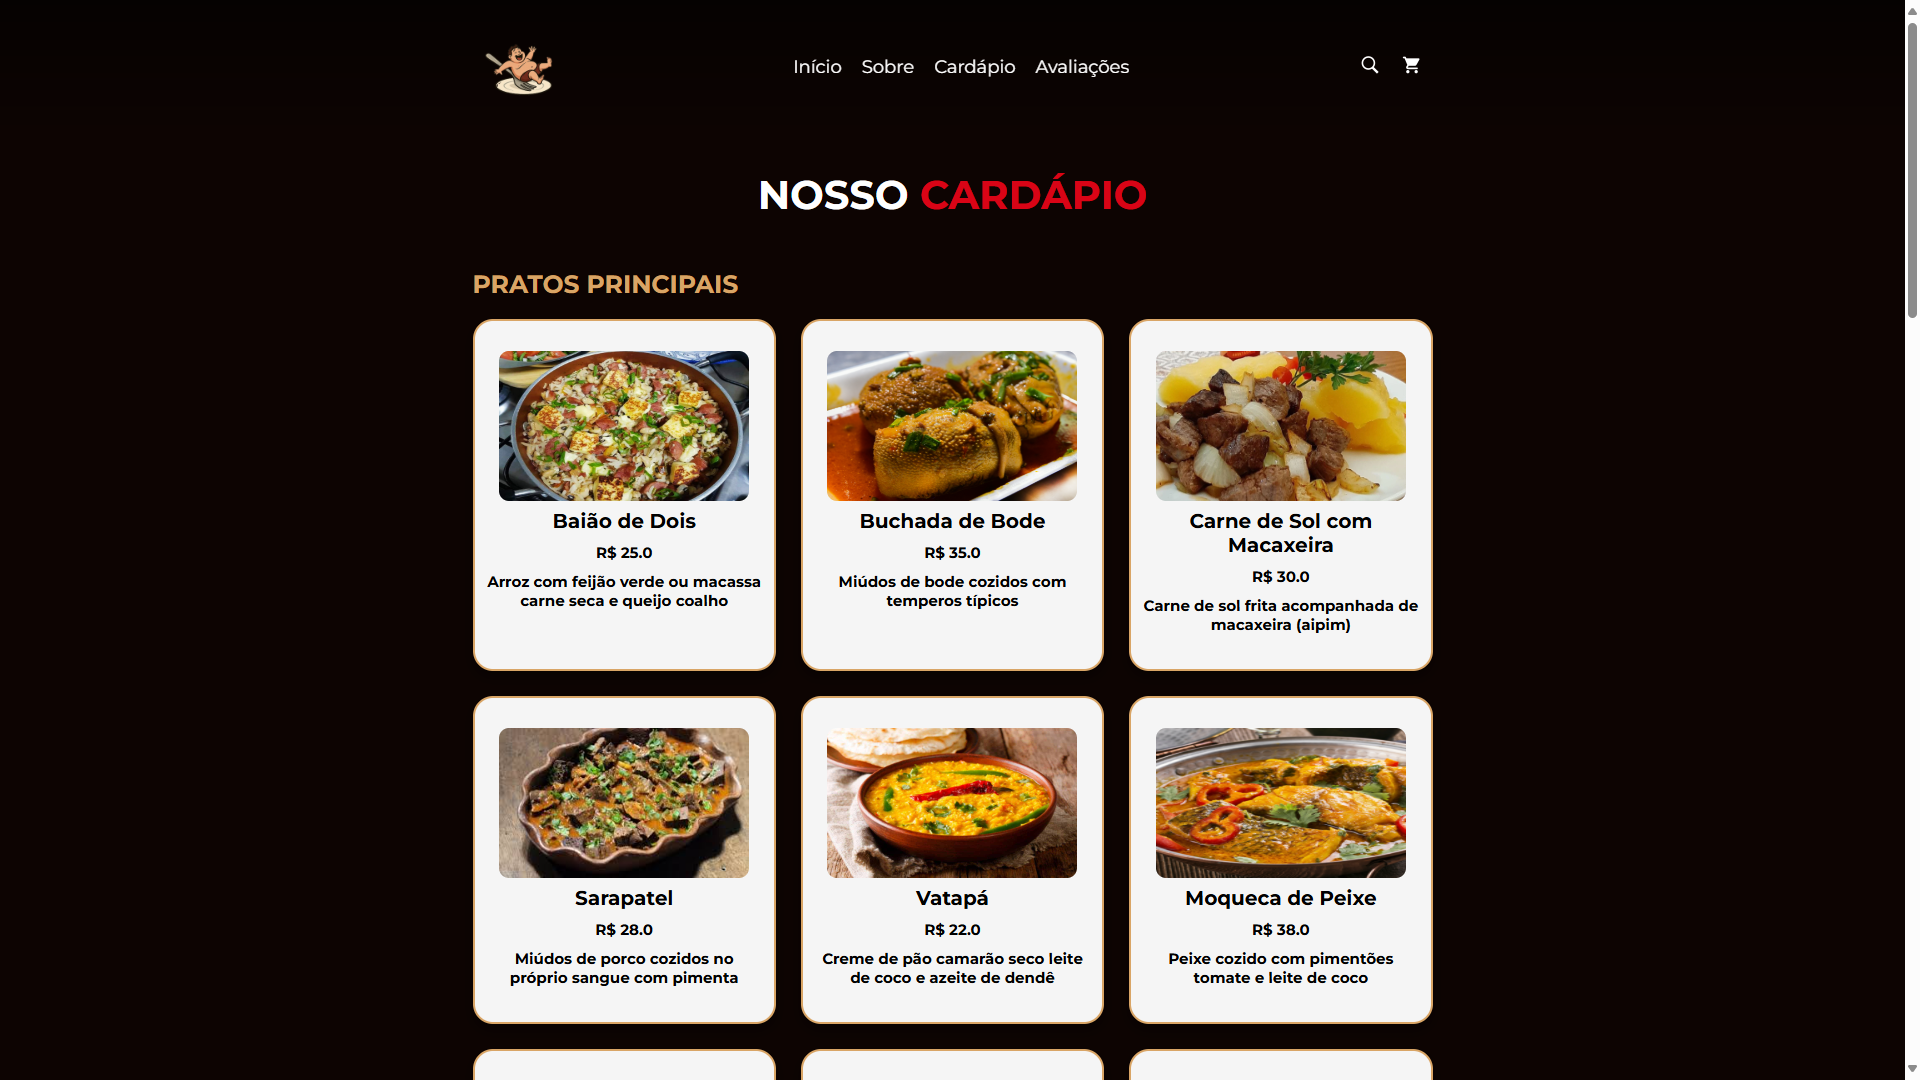 Início Sobre Cardápio Avaliações
NOSSO CARDÁPIO
PRATOS PRINCIPAIS
Baião de Dois
R$ 25.0
Arroz com feijão verde ou macassa
carne seca e queijo coalho
Buchada de Bode
R$ 35.0
Miúdos de bode cozidos com
temperos típicos
Carne de Sol com
Macaxeira
R$ 30.0
Carne de sol frita acompanhada de
macaxeira (aipim)
Sarapatel
R$ 28.0
Miúdos de porco cozidos no
próprio sangue com pimenta
Vatapá
R$ 22.0
Creme de pão camarão seco leite
de coco e azeite de dendê
Moqueca de Peixe
R$ 38.0
Peixe cozido com pimentões
tomate e leite de coco